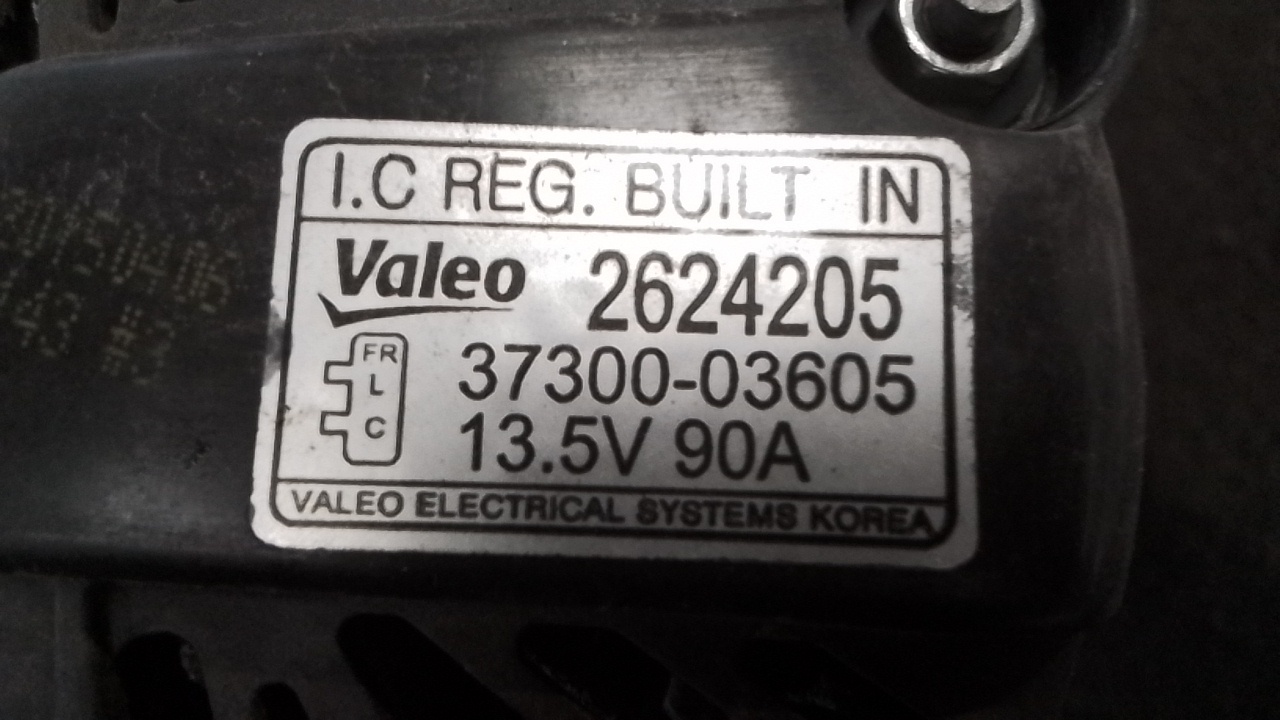 I.C REG. BUILT IN
Valeo 2624205
FR
L
C
37300-03605
13.5V 90A
VALEO ELECTRICAL SYSTEMS KOREA